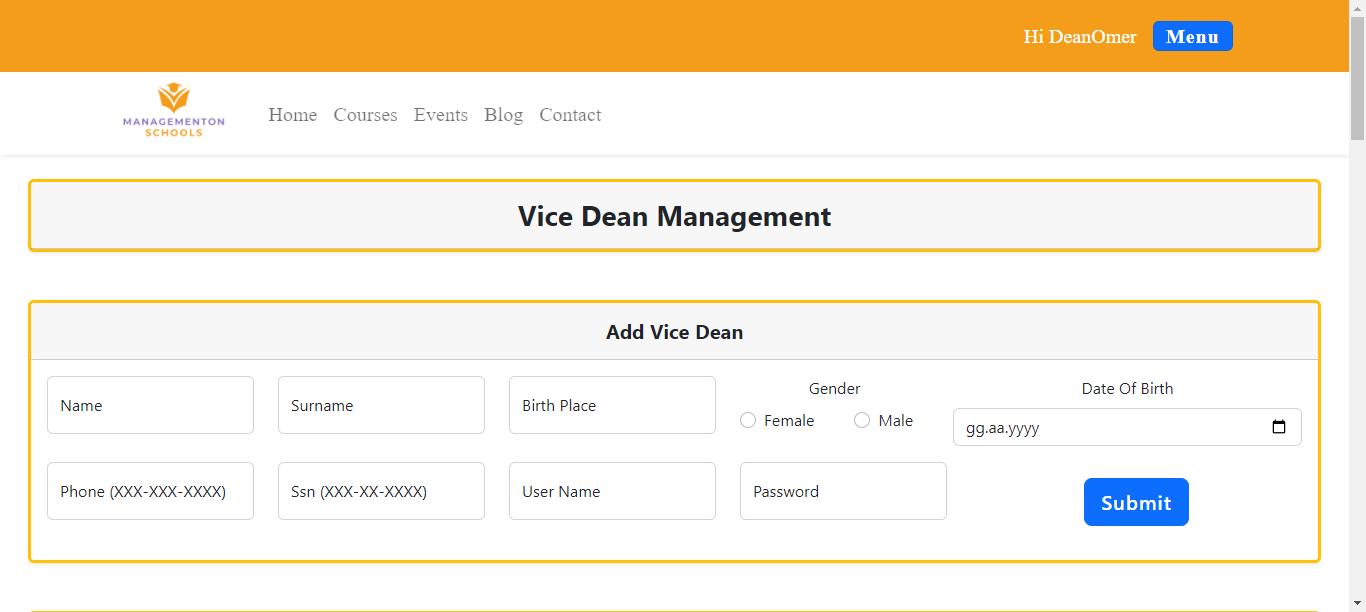 Hi DeanOmer Menu
MANAGEMENTON
SCHOOLS
Home Courses Events Blog Contact
Vice Dean Management
Add Vice Dean
Name Surname Birth Place Gender Date Of Birth
Female Male gg.aa.yyyy
Phone (XXX-XXX-XXXX) Ssn (XXX-XX-XXXX) User Name Password Submit